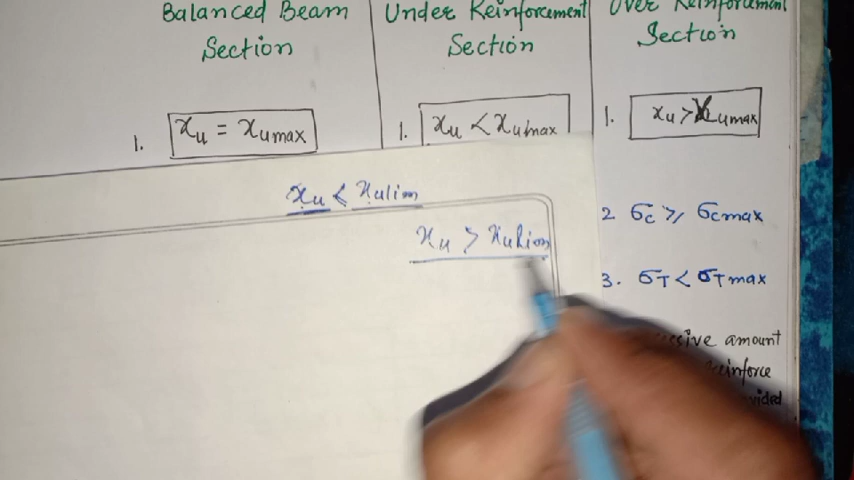 Balanced Beam
Section
Under Reinforcement
Section
Over Reinforcement
Section
1. xu = xumax
1. xu < xumax
1. xu > xumax
2 σc ⩾ σcmax
3. σT < σTmax
amount
xu < xulim
xu > xulim